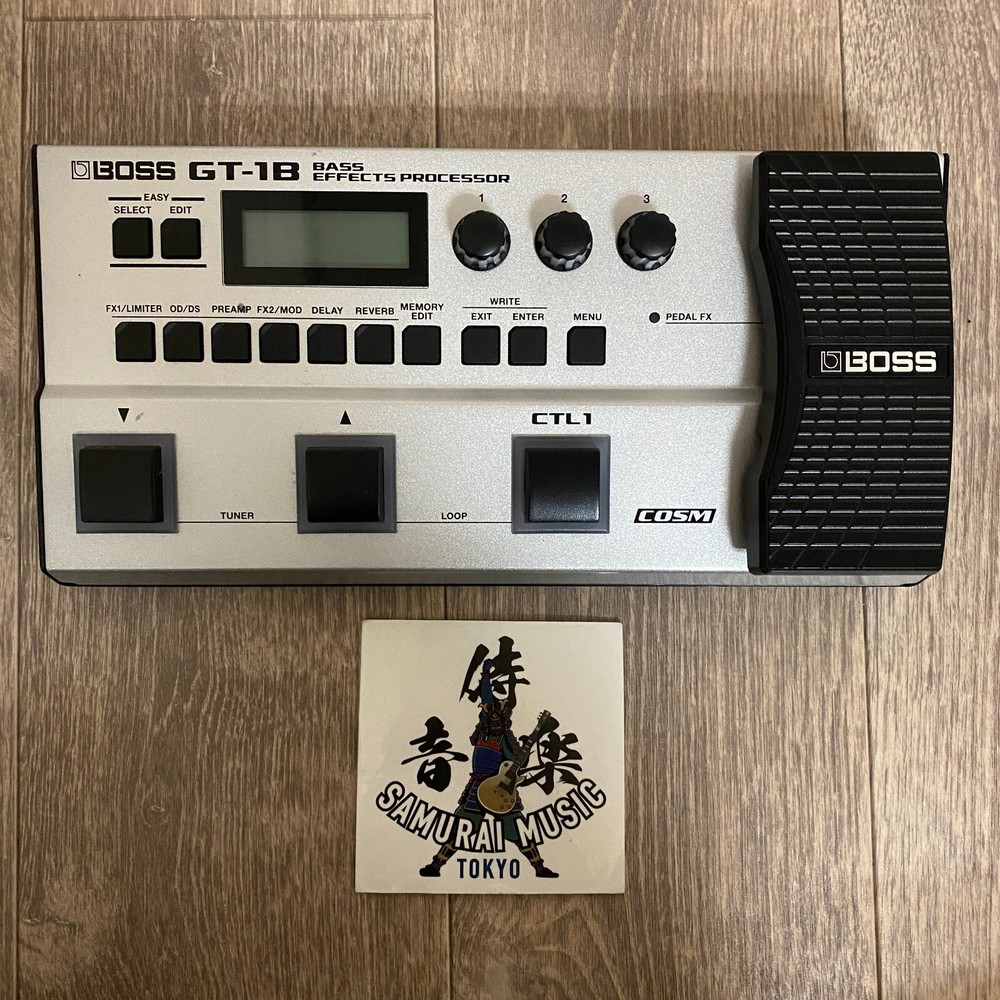 BOSS GT-1B BASS
EFFECTS PROCESSOR
EASY
SELECT EDIT
1 2 3
FX1/LIMITER OD/DS PREAMP FX2/MOD DELAY REVERB MEMORY
EDIT
WRITE
EXIT ENTER MENU
PEDAL FX
BOSS
▼ ▲ CTL1
TUNER LOOP COSM
侍
音 楽
SAMURAI MUSIC
TOKYO